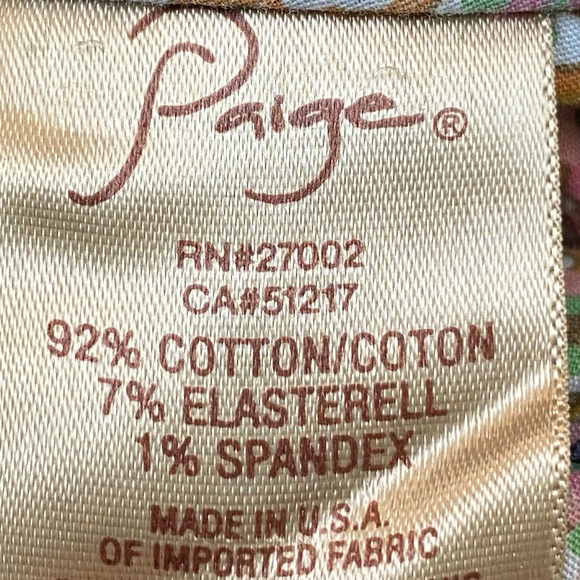 Paige®
RN#27002
CA#51217
92% COTTON/COTON
7% ELASTERELL
1% SPANDEX
MADE IN U.S.A.
OF IMPORTED FABRIC